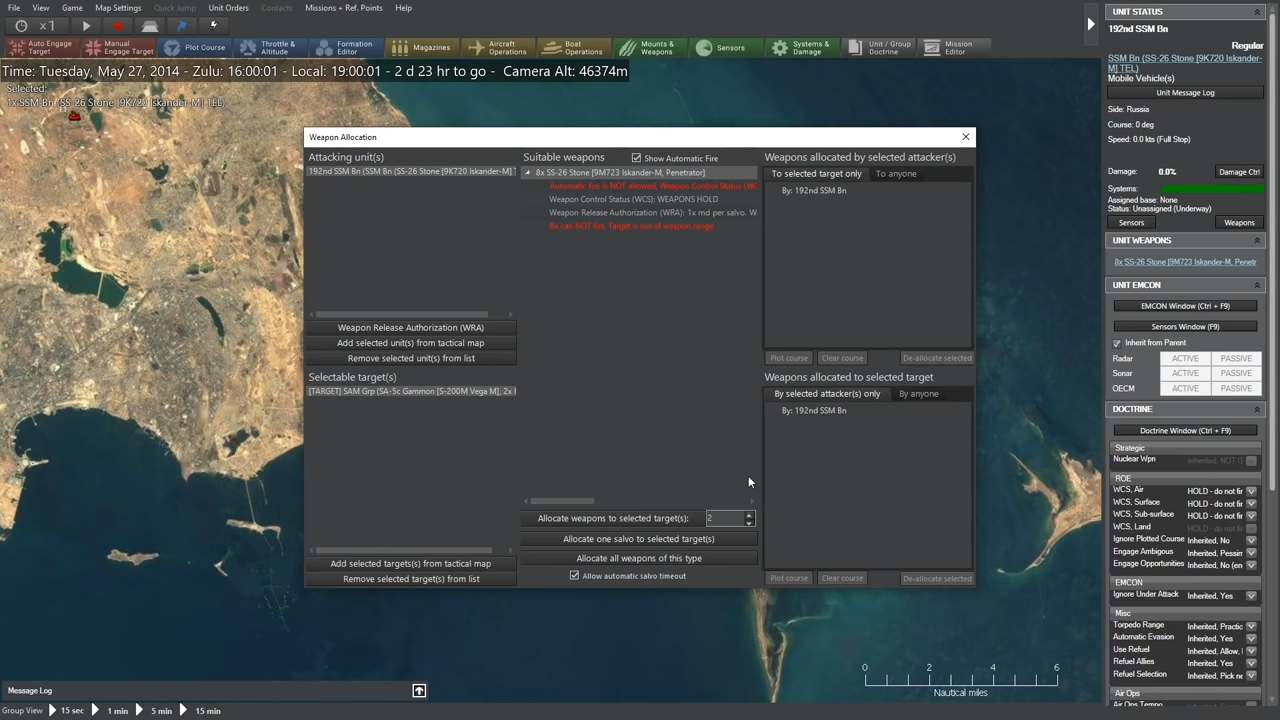 File View Game Map Settings Quick Jump Unit Orders Contacts Missions + Ref. Points Help
×1
Auto Engage Target
Manual Engage Target
Plot Course
Throttle & Altitude
Formation Editor
Magazines
Aircraft Operations
Boat Operations
Mounts & Weapons
Sensors
Systems & Damage
Unit / Group Doctrine
Mission Editor
Time: Tuesday, May 27, 2014 - Zulu: 16:00:01 - Local: 19:00:01 - 2 d 23 hr to go - Camera Alt: 46374m
Selected:
1x SSM Bn (SS-26 Stone [9K720 Iskander-M] TEL)
Weapon Allocation
Attacking unit(s)
192nd SSM Bn (SSM Bn (SS-26 Stone [9K720 Iskander-M]
Weapon Release Authorization (WRA)
Add selected unit(s) from tactical map
Remove selected unit(s) from list
Selectable target(s)
[TARGET] SAM Grp (SA-5c Gammon [S-200M Vega M], 2x
Add selected targets(s) from tactical map
Remove selected target(s) from list
Suitable weapons
Show Automatic Fire
8x SS-26 Stone [9M723 Iskander-M, Penetrator]
Automatic fire is NOT allowed, Weapon Control Status (WC
Weapon Control Status (WCS): WEAPONS HOLD
Weapon Release Authorization (WRA): 1x rnd per salvo. W
8x can NOT fire. Target is out of weapon range
Allocate weapons to selected target(s): 2
Allocate one salvo to selected target(s)
Allocate all weapons of this type
Allow automatic salvo timeout
Weapons allocated by selected attacker(s)
To selected target only To anyone
By: 192nd SSM Bn
Plot course Clear course De-allocate selected
Weapons allocated to selected target
By selected attacker(s) only By anyone
By: 192nd SSM Bn
Plot course Clear course De-allocate selected
UNIT STATUS
192nd SSM Bn
Regular
SSM Bn (SS-26 Stone [9K720 Iskander-
M] TEL)
Mobile Vehicle(s)
Unit Message Log
Side: Russia
Course: 0 deg
Speed: 0.0 kts (Full Stop)
Damage: 0.0% Damage Ctrl
Systems:
Assigned base: None
Status: Unassigned (Underway)
Sensors Weapons
UNIT WEAPONS
8x SS-26 Stone [9M723 Iskander-M, Penetr
UNIT EMCON
EMCON Window (Ctrl + F9)
Sensors Window (F9)
Inherit from Parent
Radar ACTIVE PASSIVE
Sonar ACTIVE PASSIVE
OECM ACTIVE PASSIVE
DOCTRINE
Doctrine Window (Ctrl + F9)
Strategic
Nuclear Wpn Inherited, NOT G
ROE
WCS, Air HOLD - do not fir
WCS, Surface HOLD - do not fir
WCS, Sub-surface HOLD - do not fir
WCS, Land HOLD - do not fir
Ignore Plotted Course Inherited, No
Engage Ambiguous Inherited, Pessim
Engage Opportunities Inherited, No (en
EMCON
Ignore Under Attack Inherited, Yes
Misc
Torpedo Range Inherited, Practic
Automatic Evasion Inherited, Yes
Use Refuel Inherited, Allow,
Refuel Allies Inherited, Yes
Refuel Selection Inherited, Pick ne
Air Ops
0 2 4 6
Nautical miles
Message Log
Group View 15 sec 1 min 5 min 15 min